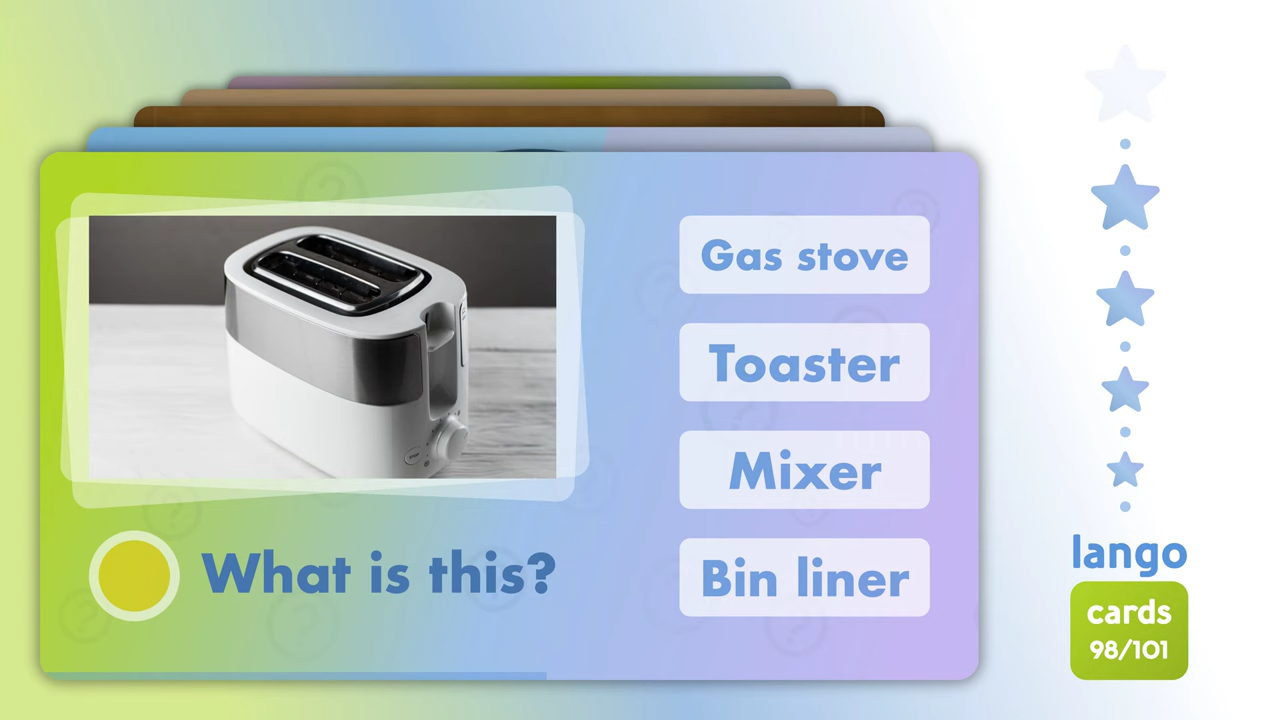 Gas stove
Toaster
Mixer
Bin liner
What is this?
lango
cards
98/101